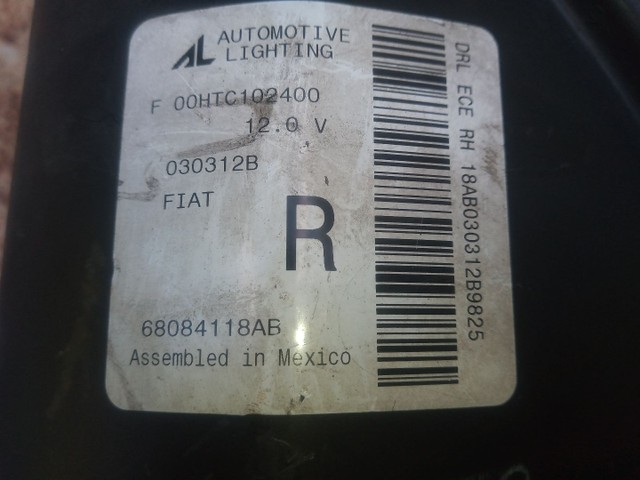 AL AUTOMOTIVE
LIGHTING
F 00HTC102400
12.0 V
030312B
FIAT
R
68084118AB
Assembled in Mexico
DRL ECE RH 18AB030312B9825